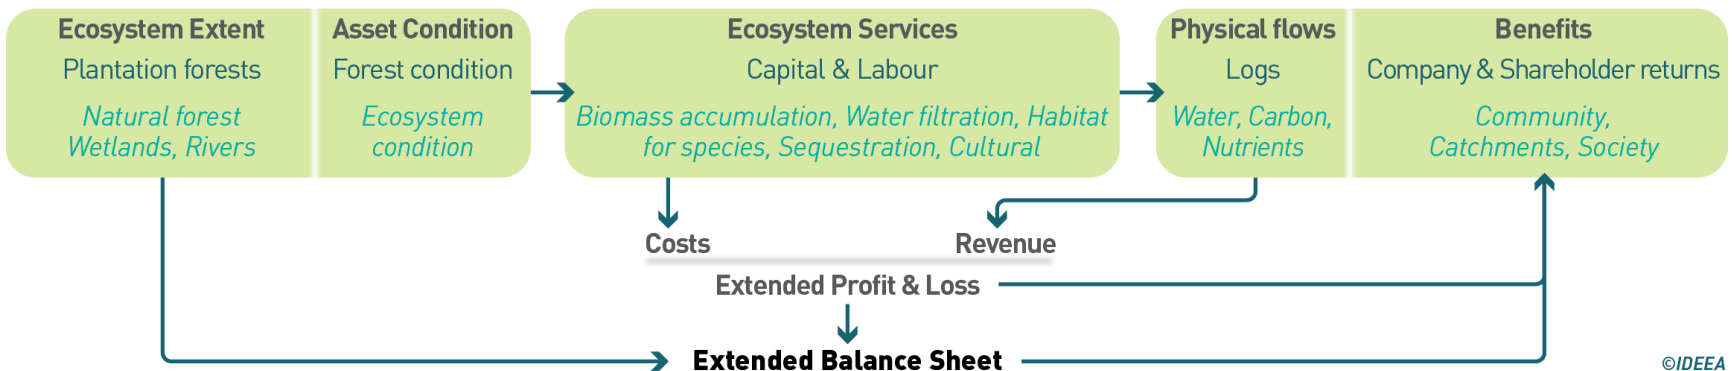 Ecosystem Extent
Plantation forests
Natural forest
Wetlands, Rivers
Asset Condition
Forest condition
Ecosystem
condition
Ecosystem Services
Capital & Labour
Biomass accumulation, Water filtration, Habitat
for species, Sequestration, Cultural
Physical flows
Logs
Water, Carbon,
Nutrients
Benefits
Company & Shareholder returns
Community,
Catchments, Society
Costs
Revenue
Extended Profit & Loss
Extended Balance Sheet
©IDEEA